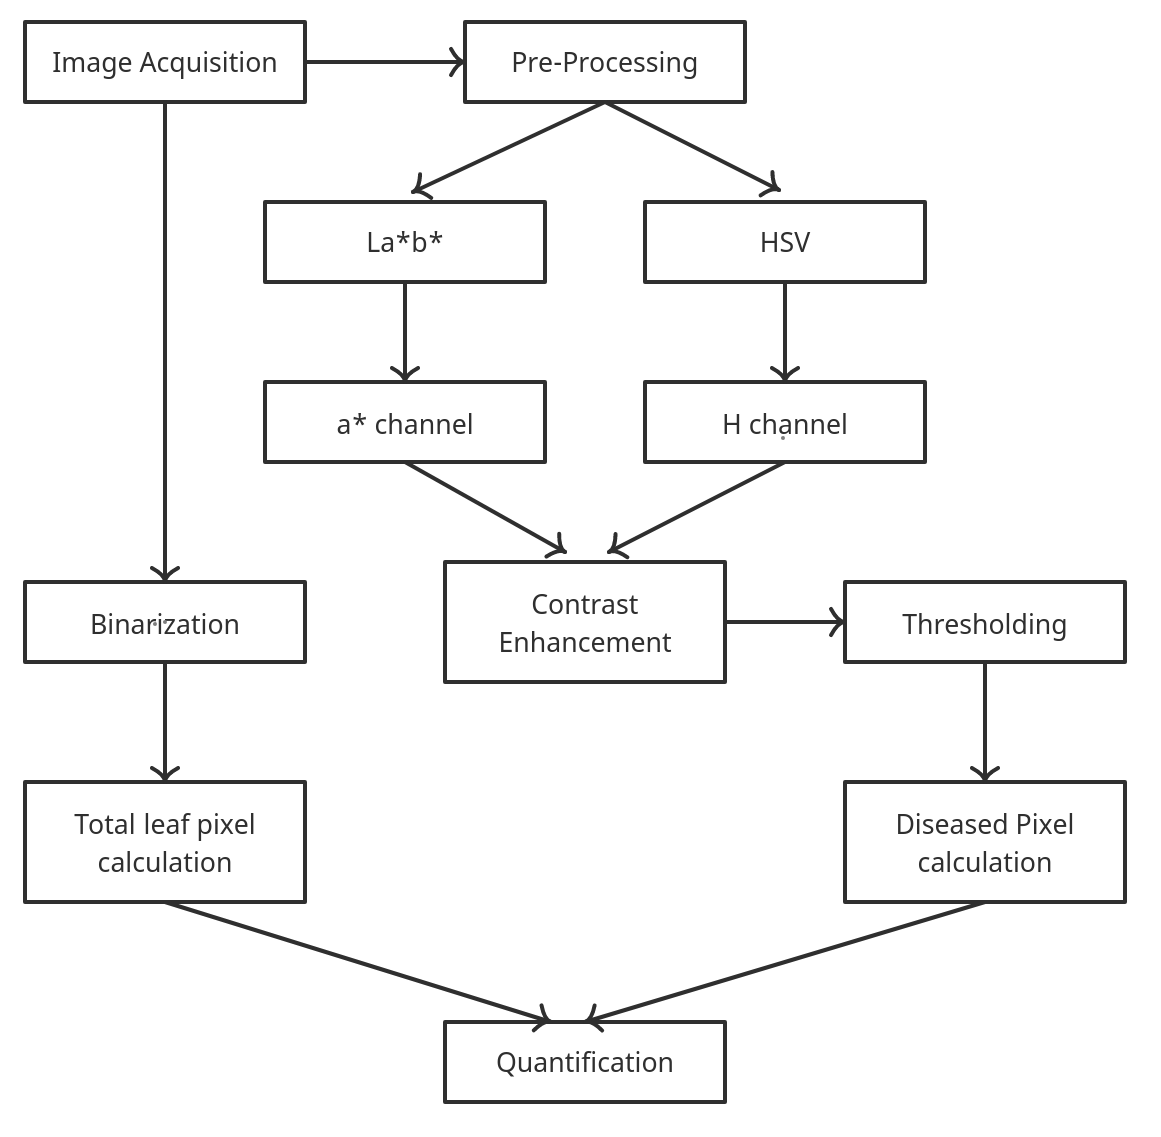 Image Acquisition
Pre-Processing
La*b*
HSV
a* channel
H channel
Binarization
Contrast
Enhancement
Thresholding
Total leaf pixel
calculation
Diseased Pixel
calculation
Quantification